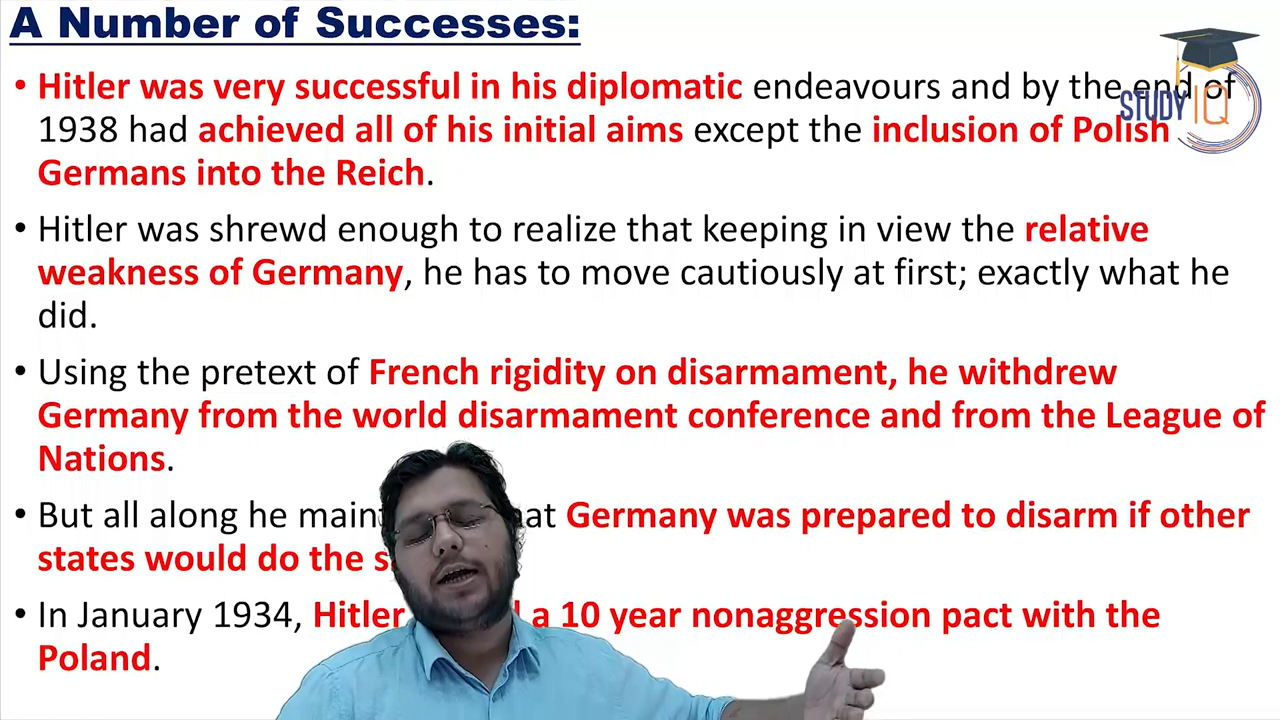 A Number of Successes:
• Hitler was very successful in his diplomatic endeavours and by the end of
1938 had achieved all of his initial aims except the inclusion of Polish
Germans into the Reich.
• Hitler was shrewd enough to realize that keeping in view the relative
weakness of Germany, he has to move cautiously at first; exactly what he
did.
• Using the pretext of French rigidity on disarmament, he withdrew
Germany from the world disarmament conference and from the League of
Nations.
• But all along he main at Germany was prepared to disarm if other
states would do the s
• In January 1934, Hitler a 10 year nonaggression pact with the
Poland.
STUDY IQ